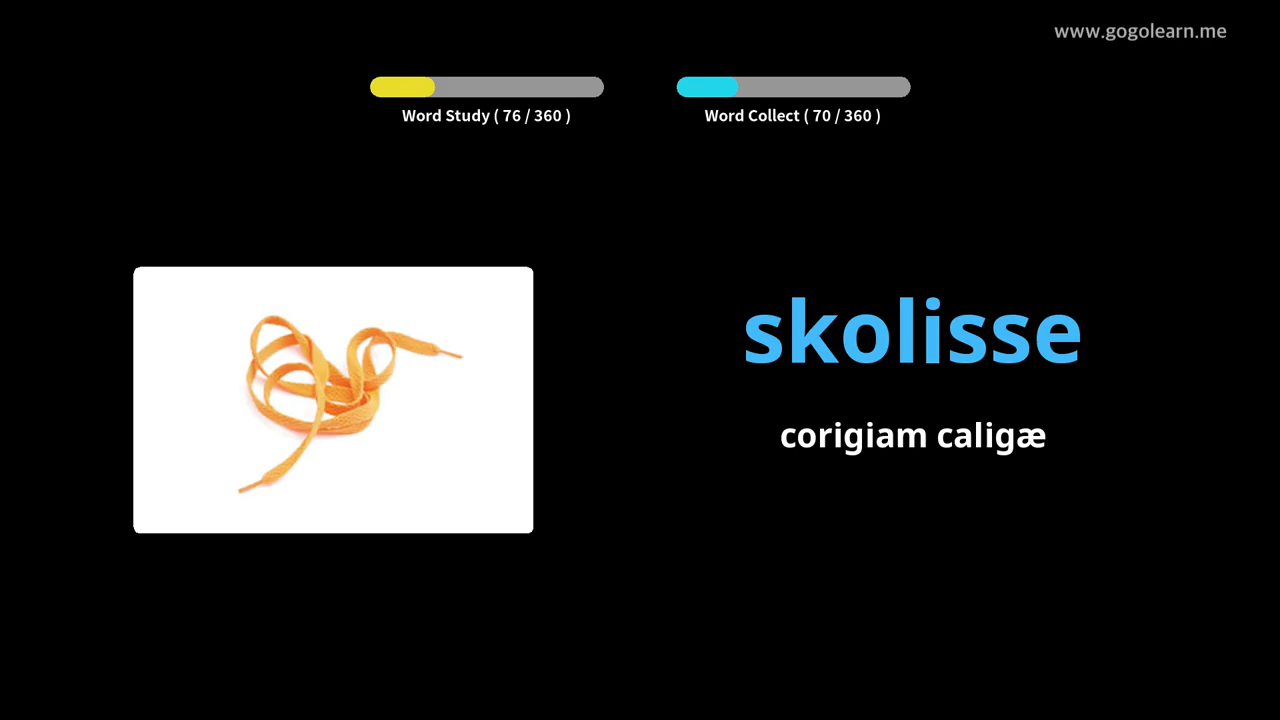 www.gogolearn.me
Word Study ( 76 / 360 )
Word Collect ( 70 / 360 )
skolisse
corigiam caligæ